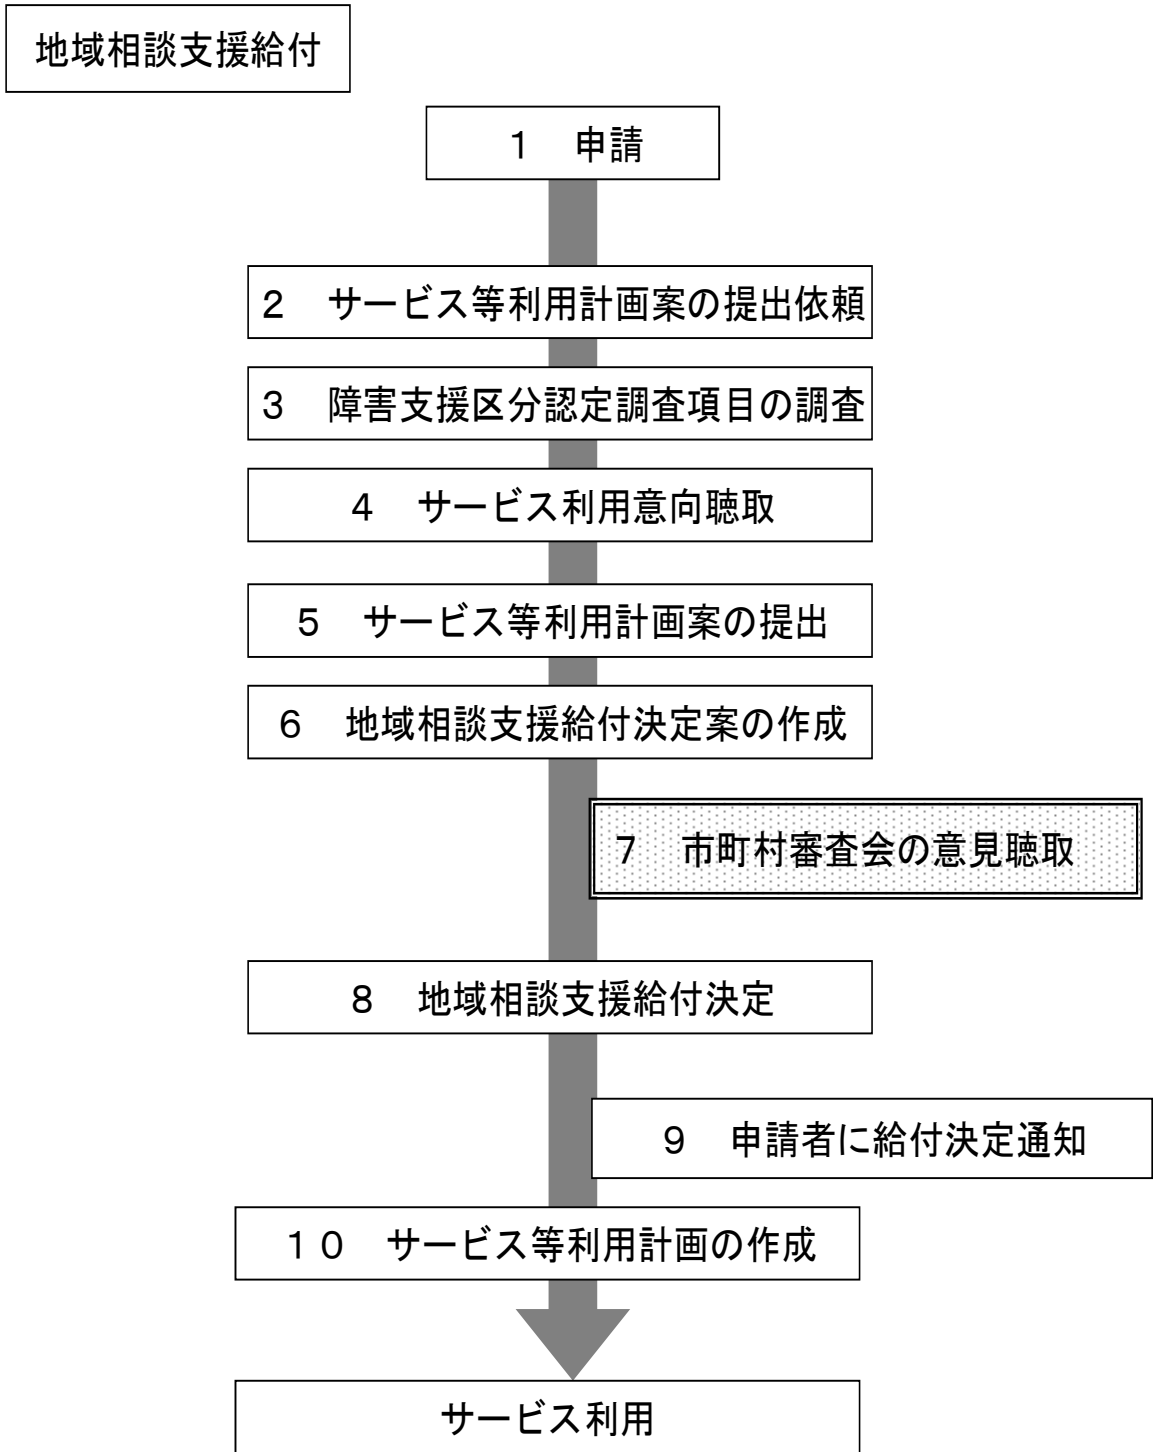 地域相談支援給付
1 申請
2 サービス等利用計画案の提出依頼
3 障害支援区分認定調査項目の調査
4 サービス利用意向聴取
5 サービス等利用計画案の提出
6 地域相談支援給付決定案の作成
7 市町村審査会の意見聴取
8 地域相談支援給付決定
9 申請者に給付決定通知
10 サービス等利用計画の作成
サービス利用